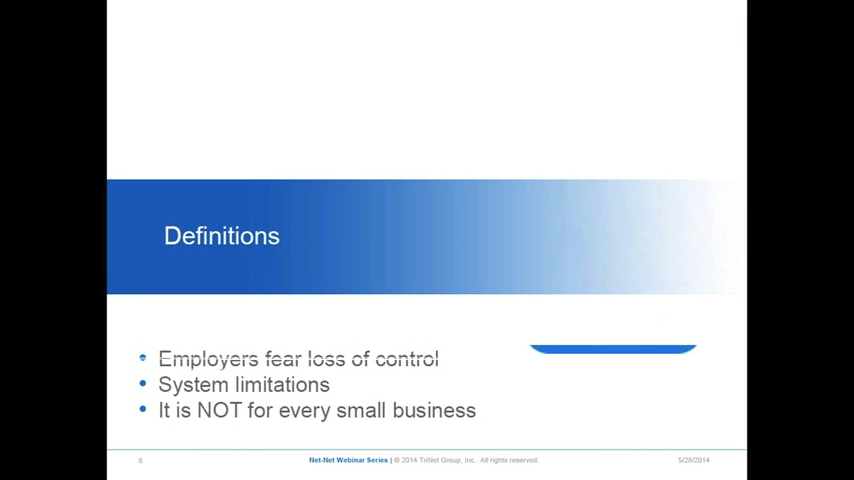 Definitions
• Employers fear loss of control
• System limitations
• It is NOT for every small business
8 Net-Net Webinar Series | © 2014 TriNet Group, Inc. All rights reserved. 5/28/2014